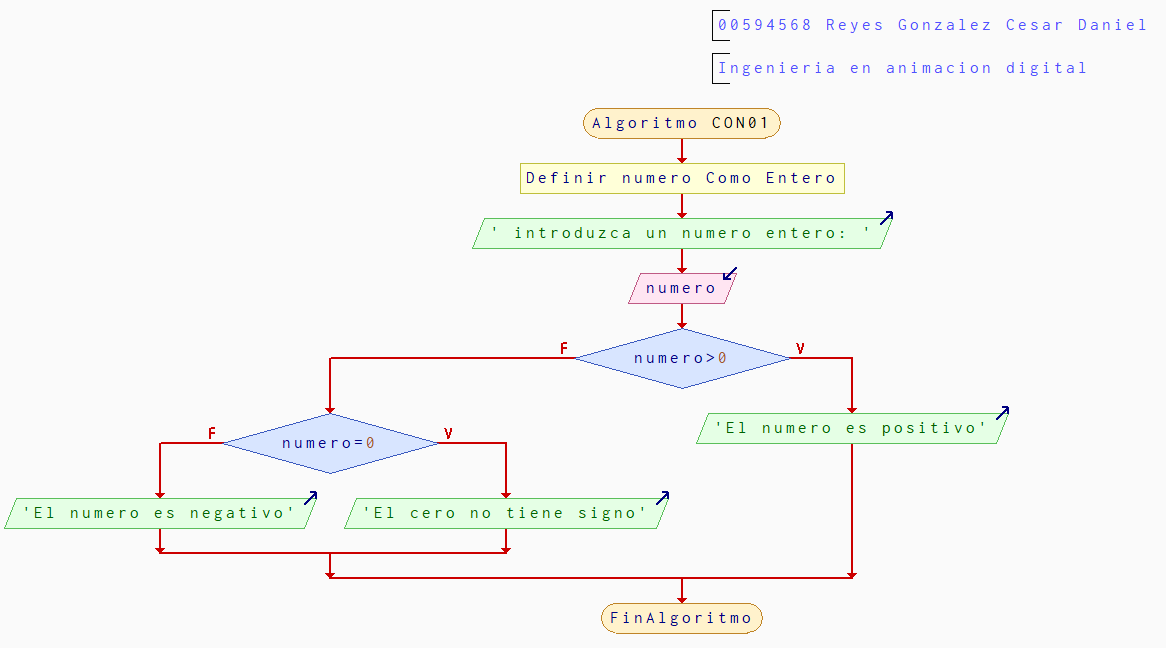 00594568 Reyes Gonzalez Cesar Daniel
Ingenieria en animacion digital
Algoritmo CON01
Definir numero Como Entero
' introduzca un numero entero: '
numero
numero>0
F
V
'El numero es positivo'
numero=0
F
V
'El numero es negativo'
'El cero no tiene signo'
FinAlgoritmo